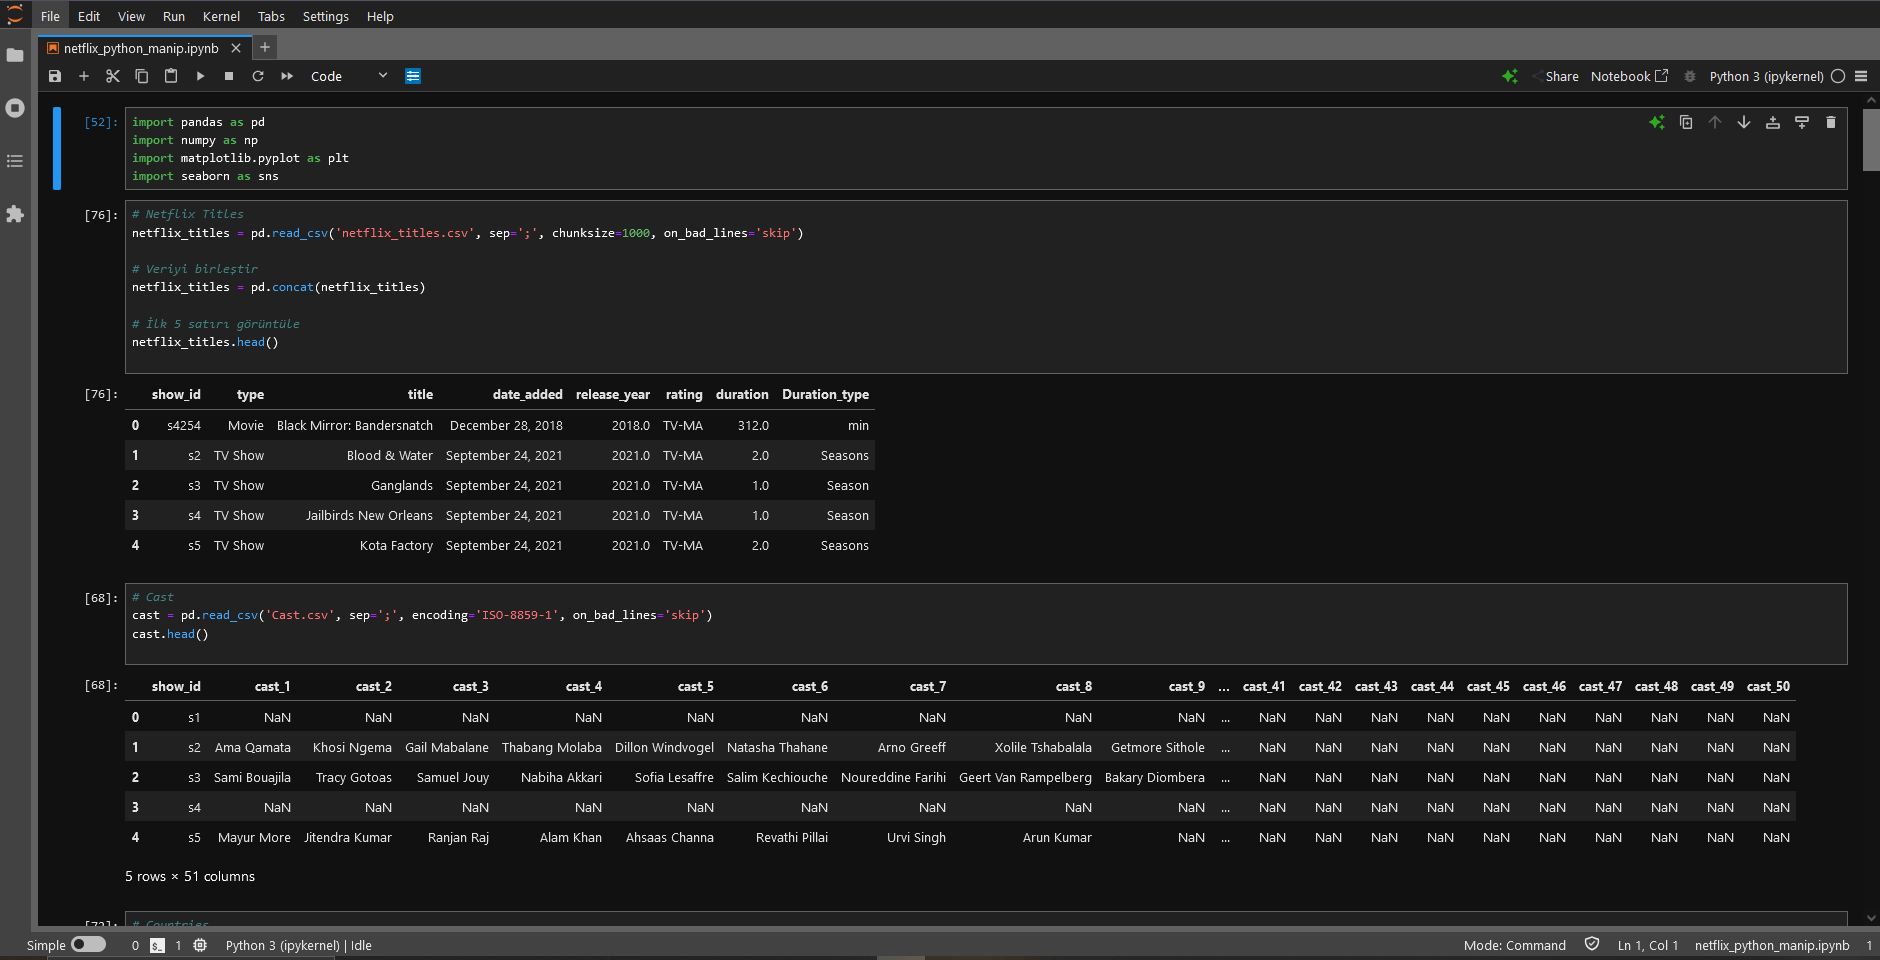 File Edit View Run Kernel Tabs Settings Help
netflix_python_manip.ipynb
Code Share Notebook Python 3 (ipykernel)
[52]: import pandas as pd
import numpy as np
import matplotlib.pyplot as plt
import seaborn as sns
[76]: # Netflix Titles
netflix_titles = pd.read_csv('netflix_titles.csv', sep=';', chunksize=1000, on_bad_lines='skip')
# Veriyi birleştir
netflix_titles = pd.concat(netflix_titles)
# İlk 5 satırı görüntüle
netflix_titles.head()
[76]: show_id type title date_added release_year rating duration Duration_type
0 s4254 Movie Black Mirror: Bandersnatch December 28, 2018 2018.0 TV-MA 312.0 min
1 s2 TV Show Blood & Water September 24, 2021 2021.0 TV-MA 2.0 Seasons
2 s3 TV Show Ganglands September 24, 2021 2021.0 TV-MA 1.0 Season
3 s4 TV Show Jailbirds New Orleans September 24, 2021 2021.0 TV-MA 1.0 Season
4 s5 TV Show Kota Factory September 24, 2021 2021.0 TV-MA 2.0 Seasons
[68]: # Cast
cast = pd.read_csv('Cast.csv', sep=';', encoding='ISO-8859-1', on_bad_lines='skip')
cast.head()
[68]: show_id cast_1 cast_2 cast_3 cast_4 cast_5 cast_6 cast_7 cast_8 cast_9 ... cast_41 cast_42 cast_43 cast_44 cast_45 cast_46 cast_47 cast_48 cast_49 cast_50
0 s1 NaN NaN NaN NaN NaN NaN NaN NaN NaN ... NaN NaN NaN NaN NaN NaN NaN NaN NaN NaN
1 s2 Ama Qamata Khosi Ngema Gail Mabalane Thabang Molaba Dillon Windvogel Natasha Thahane Arno Greeff Xolile Tshabalala Getmore Sithole ... NaN NaN NaN NaN NaN NaN NaN NaN NaN NaN
2 s3 Sami Bouajila Tracy Gotoas Samuel Jouy Nabiha Akkari Sofia Lesaffre Salim Kechiouche Noureddine Farihi Geert Van Rampelberg Bakary Diombera ... NaN NaN NaN NaN NaN NaN NaN NaN NaN NaN
3 s4 NaN NaN NaN NaN NaN NaN NaN NaN NaN ... NaN NaN NaN NaN NaN NaN NaN NaN NaN NaN
4 s5 Mayur More Jitendra Kumar Ranjan Raj Alam Khan Ahsaas Channa Revathi Pillai Urvi Singh Arun Kumar NaN ... NaN NaN NaN NaN NaN NaN NaN NaN NaN NaN
5 rows × 51 columns
[72]: # Countries
Simple 0 $_ 1 Python 3 (ipykernel) | Idle Mode: Command Ln 1, Col 1 netflix_python_manip.ipynb 1